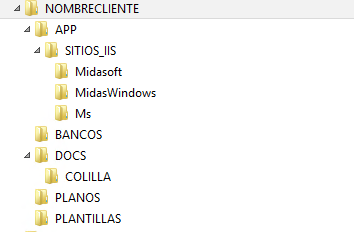 NOMBRECLIENTE
APP
SITIOS_IIS
Midasoft
MidasWindows
Ms
BANCOS
DOCS
COLILLA
PLANOS
PLANTILLAS